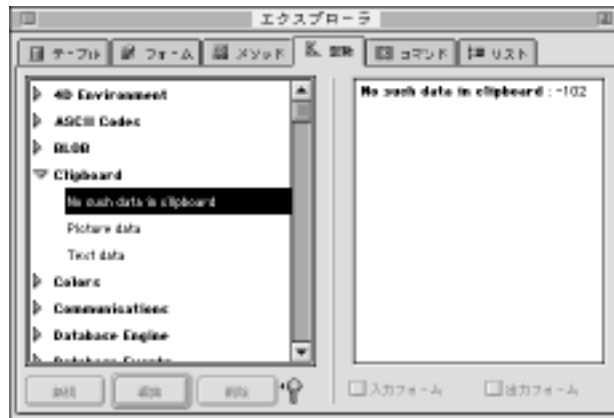 エクスプローラ
テーブル フォーム メソッド 定数 コマンド リスト
4D Environment
ASCII Codes
BLOB
Clipboard
No such data in clipboard
Picture data
Text data
Colors
Communications
Database Engine
Database Events
No such data in clipboard : -102
入力フォーム 出力フォーム